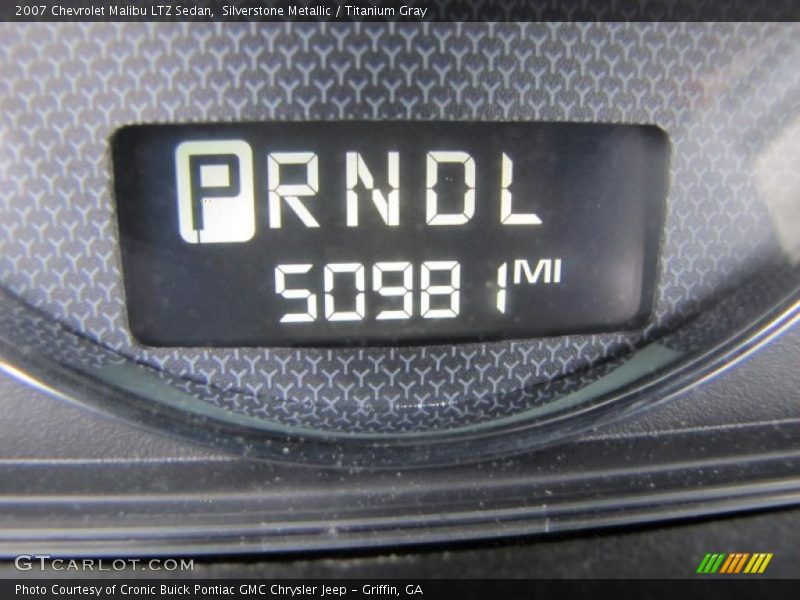 2007 Chevrolet Malibu LTZ Sedan,  Silverstone Metallic / Titanium Gray
P R N D L
50981 MI
GTCARLOT.COM
Photo Courtesy of Cronic Buick Pontiac GMC Chrysler Jeep - Griffin, GA